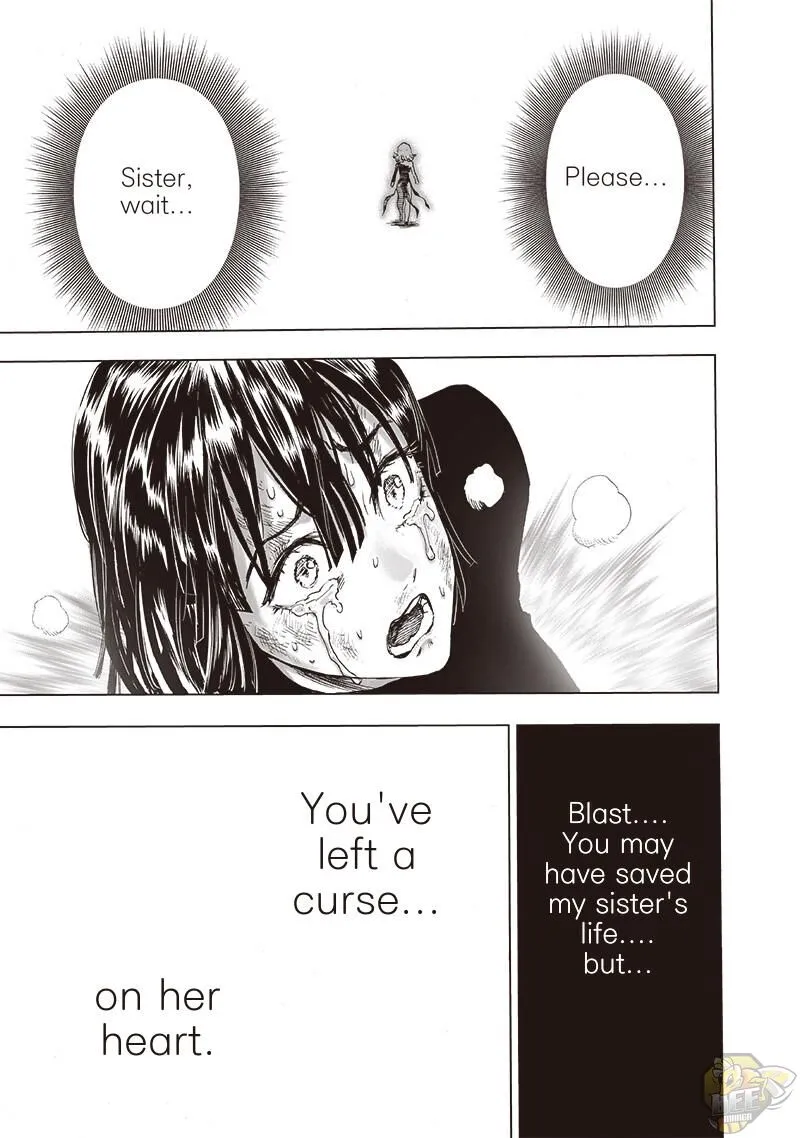 Please...
Sister,
wait...
Blast....
You may
have saved
my sister's
life....
but...
You've
left a
curse...
on her
heart.
MANGA